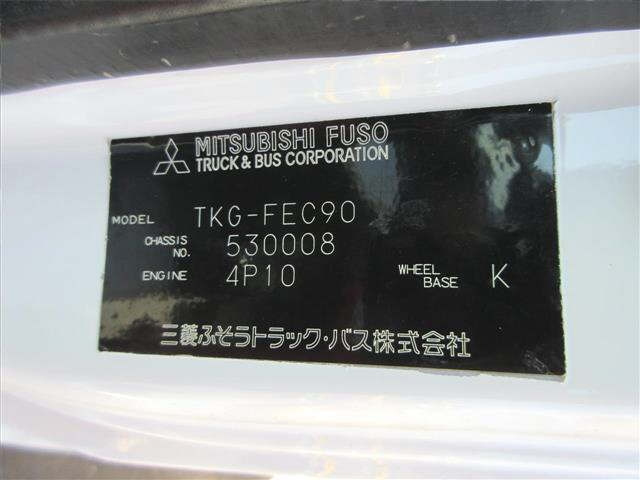 MITSUBISHI FUSO
TRUCK & BUS CORPORATION
MODEL TKG-FEC90
CHASSIS NO. 530008
ENGINE 4P10 WHEEL BASE K
三菱ふそうトラック・バス株式会社